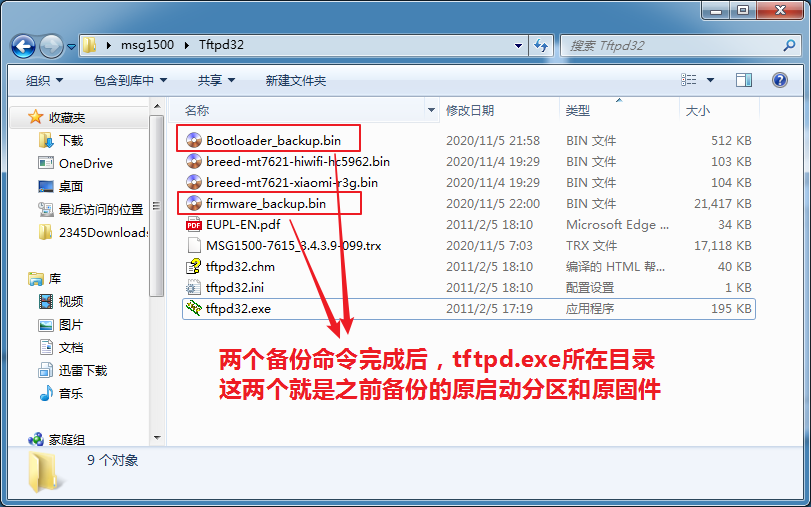 msg1500 Tftpd32 搜索 Tftpd32
组织 包含到库中 共享 新建文件夹
收藏夹
下载
OneDrive
桌面
最近访问的位置
2345Downloads
库
视频
图片
文档
迅雷下载
音乐
家庭组
名称 修改日期 类型 大小
Bootloader_backup.bin 2020/11/5 21:58 BIN 文件 512 KB
breed-mt7621-hiwifi-hc5962.bin 2020/11/4 19:29 BIN 文件 103 KB
breed-mt7621-xiaomi-r3g.bin 2020/11/4 19:29 BIN 文件 104 KB
firmware_backup.bin 2020/11/5 22:00 BIN 文件 21,417 KB
EUPL-EN.pdf 2011/2/5 18:10 Microsoft Edge ... 34 KB
MSG1500-7615_3.4.3.9-099.trx 2020/11/5 7:03 TRX 文件 17,118 KB
tftpd32.chm 2011/2/5 18:10 编译的 HTML 帮... 40 KB
tftpd32.ini 2011/2/5 18:10 配置设置 1 KB
tftpd32.exe 2011/2/5 17:19 应用程序 195 KB
两个备份命令完成后，tftpd.exe所在目录
这两个就是之前备份的原启动分区和原固件
9 个对象